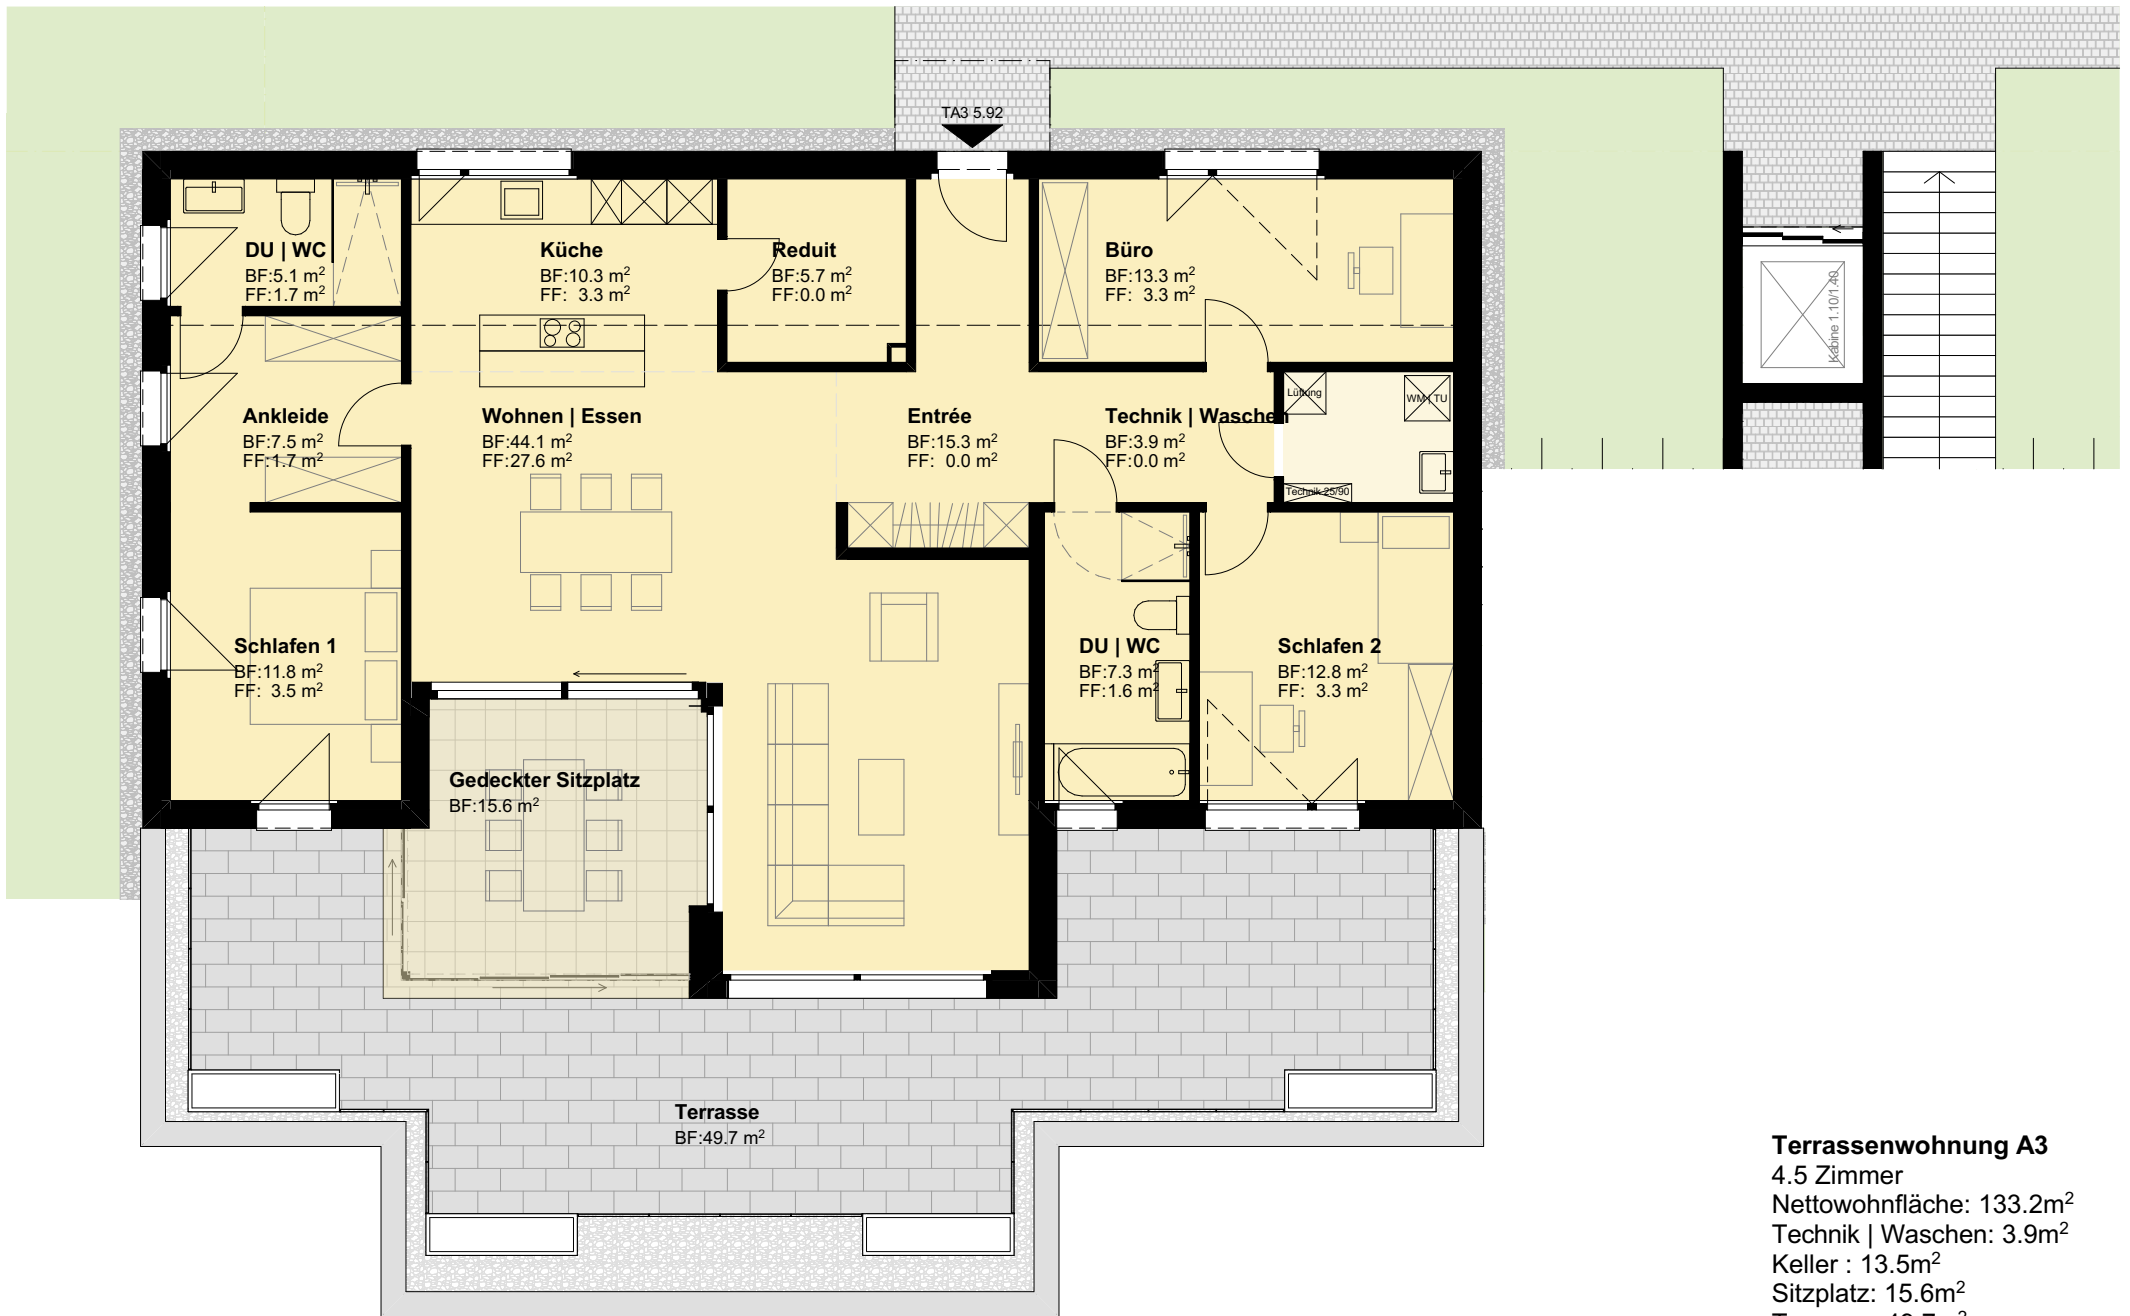 TA3 5.92
DU | WC
BF:5.1 m²
FF:1.7 m²
Küche
BF:10.3 m²
FF: 3.3 m²
Reduit
BF:5.7 m²
FF:0.0 m²
Büro
BF:13.3 m²
FF: 3.3 m²
Kabine 1.10/1.40
Ankleide
BF:7.5 m²
FF:1.7 m²
Wohnen | Essen
BF:44.1 m²
FF:27.6 m²
Entrée
BF:15.3 m²
FF: 0.0 m²
Technik | Waschen
BF:3.9 m²
FF:0.0 m²
Lüftung
WM | TU
Technik 25/90
Schlafen 1
BF:11.8 m²
FF: 3.5 m²
DU | WC
BF:7.3 m²
FF:1.6 m²
Schlafen 2
BF:12.8 m²
FF: 3.3 m²
Gedeckter Sitzplatz
BF:15.6 m²
Terrasse
BF:49.7 m²
Terrassenwohnung A3
4.5 Zimmer
Nettowohnfläche: 133.2m²
Technik | Waschen: 3.9m²
Keller : 13.5m²
Sitzplatz: 15.6m²